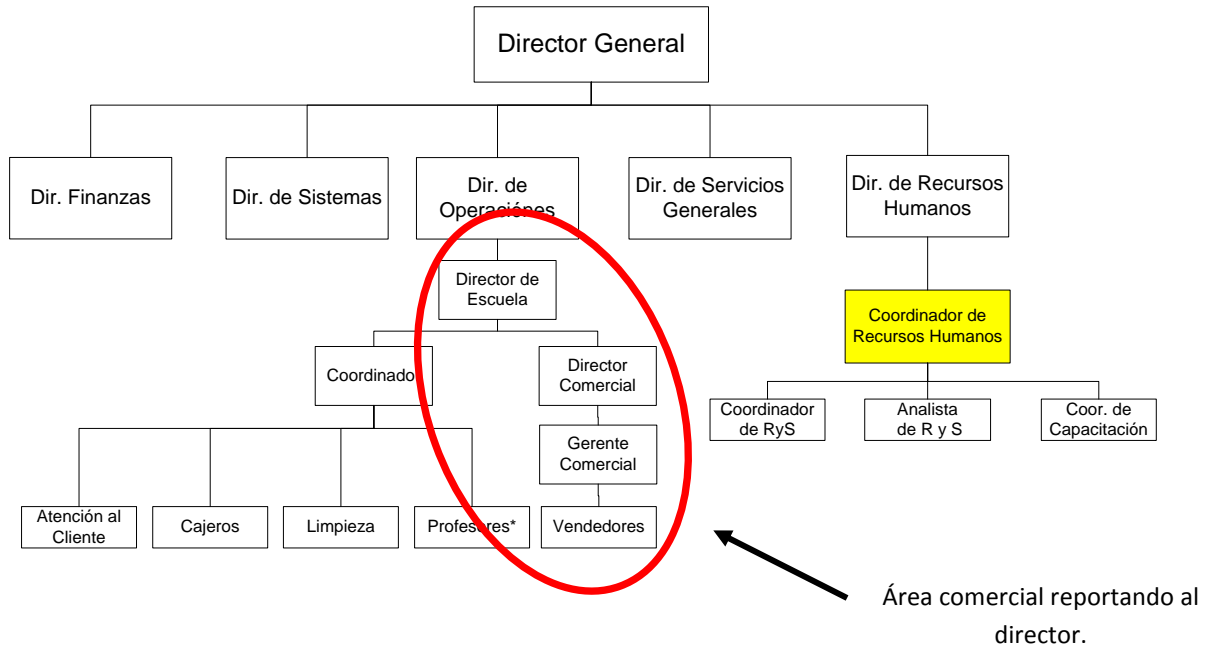 Director General
Dir. Finanzas
Dir. de Sistemas
Dir. de
Operaciónes
Dir. de Servicios
Generales
Dir. de Recursos
Humanos
Director de
Escuela
Coordinador de
Recursos Humanos
Coordinado
Director
Comercial
Coordinador
de RyS
Analista
de R y S
Coor. de
Capacitación
Gerente
Comercial
Atención al
Cliente
Cajeros
Limpieza
Profesores*
Vendedores
Área comercial reportando al
director.